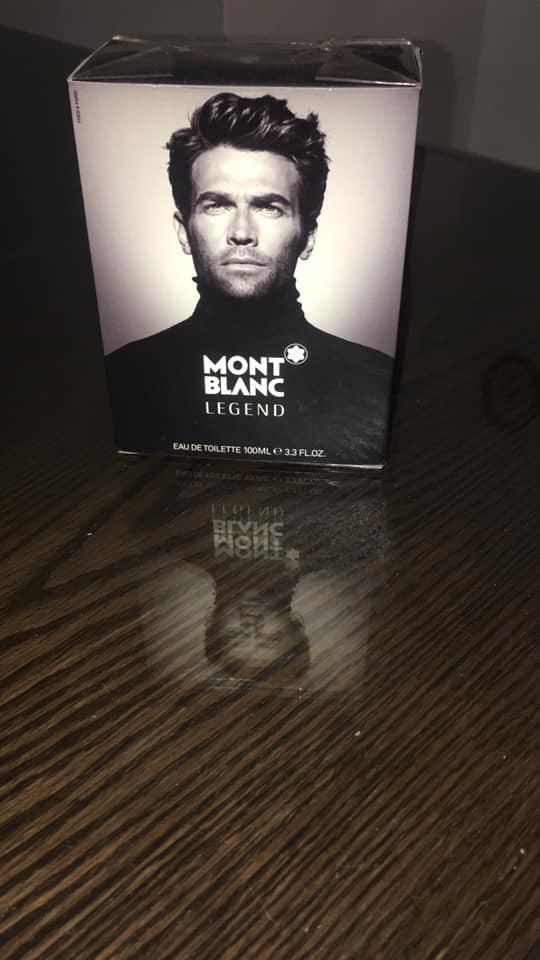 MONT
BLANC
LEGEND
EAU DE TOILETTE 100ML ℮ 3.3 FL.OZ.